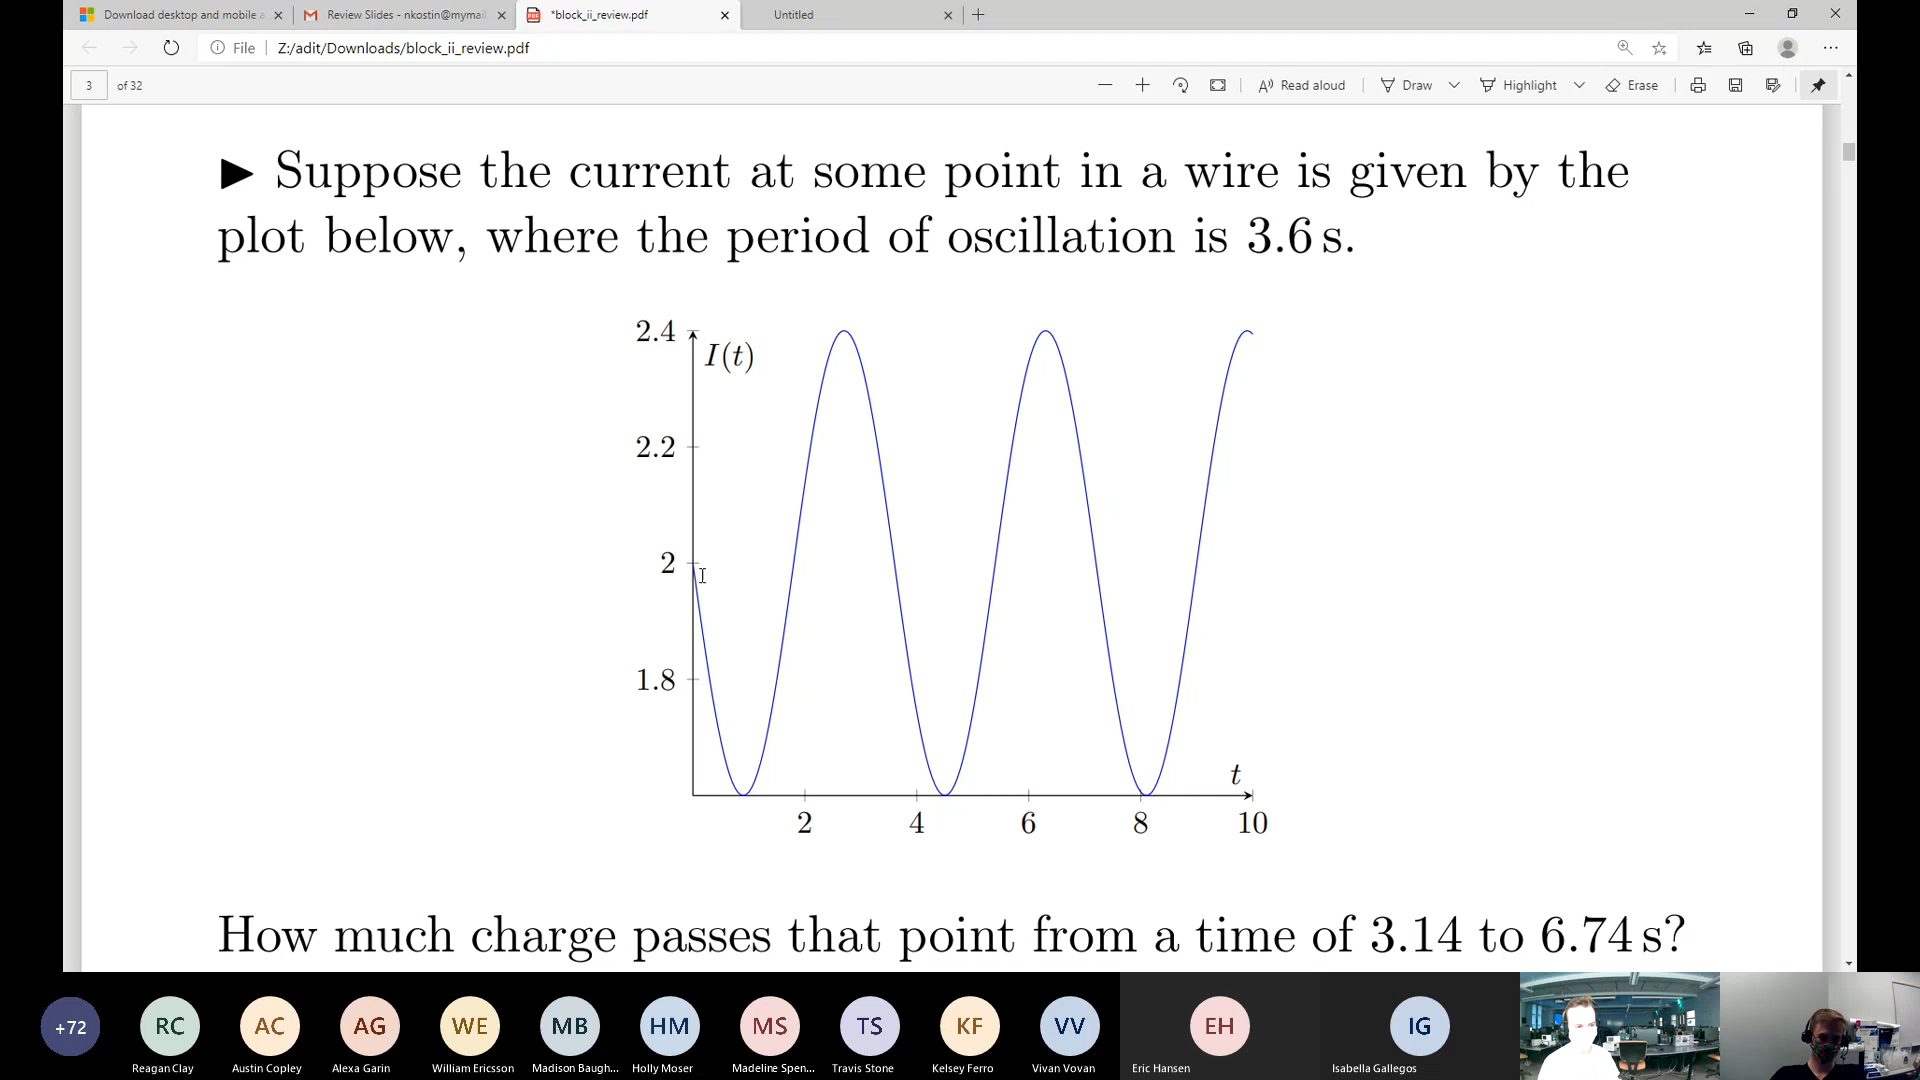 Download desktop and mobile a
Review Slides - nkostin@mymai
*block_ii_review.pdf
Untitled
File
Z:/adit/Downloads/block_ii_review.pdf
3
of 32
Read aloud
Draw
Highlight
Erase
► Suppose the current at some point in a wire is given by the
plot below, where the period of oscillation is 3.6 s.
2.4
I(t)
2.2
2
1.8
t
2 4 6 8 10
How much charge passes that point from a time of 3.14 to 6.74 s?
+72
RC
AC
AG
WE
MB
HM
MS
TS
KF
VV
EH
IG
Reagan Clay
Austin Copley
Alexa Garin
William Ericsson
Madison Baugh...
Holly Moser
Madeline Spen...
Travis Stone
Kelsey Ferro
Vivan Vovan
Eric Hansen
Isabella Gallegos